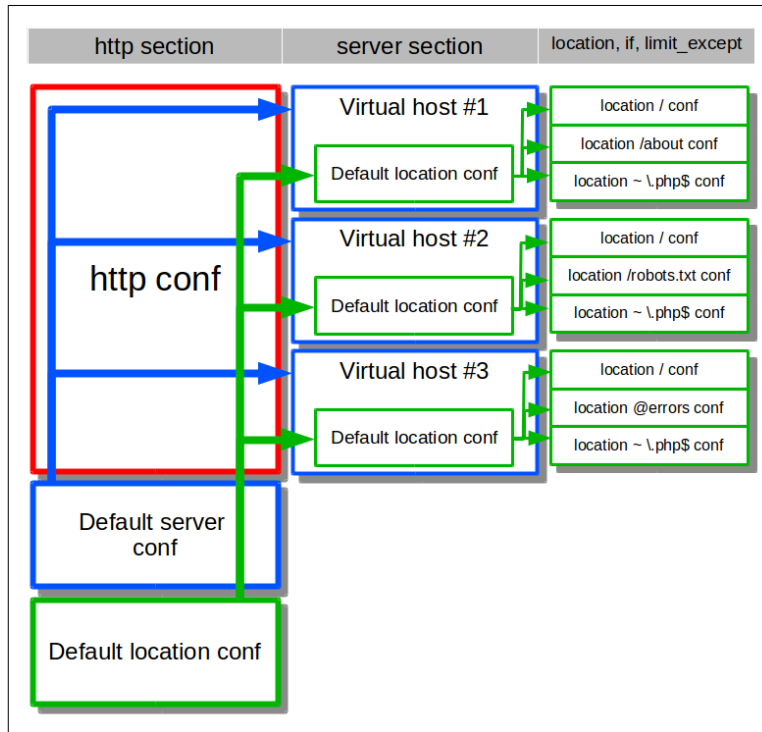 http section
server section
location, if, limit_except
http conf
Default server
conf
Default location conf
Virtual host #1
Default location conf
location / conf
location /about conf
location ~ \.php$ conf
Virtual host #2
Default location conf
location / conf
location /robots.txt conf
location ~ \.php$ conf
Virtual host #3
Default location conf
location / conf
location @errors conf
location ~ \.php$ conf